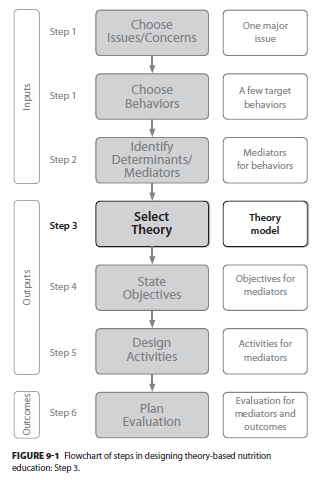 Inputs
Step 1
Choose
Issues/Concerns
One major
issue
Step 1
Choose
Behaviors
A few target
behaviors
Step 2
Identify
Determinants/
Mediators
Mediators
for behaviors
Outputs
Step 3
Select
Theory
Theory
model
Step 4
State
Objectives
Objectives for
mediators
Step 5
Design
Activities
Activities for
mediators
Outcomes
Step 6
Plan
Evaluation
Evaluation for
mediators and
outcomes
FIGURE 9-1 Flowchart of steps in designing theory-based nutrition
education: Step 3.